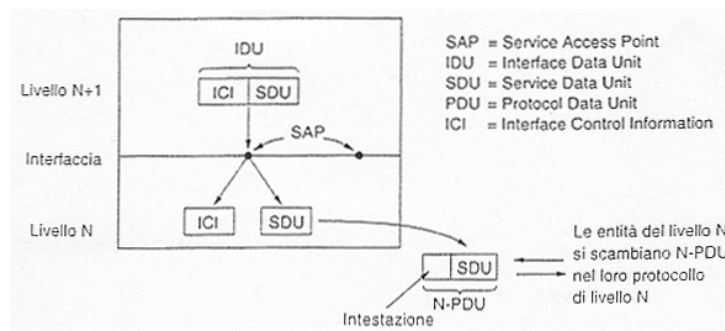 IDU
ICI SDU
SAP
Livello N+1
Interfaccia
Livello N
ICI SDU
SAP = Service Access Point
IDU = Interface Data Unit
SDU = Service Data Unit
PDU = Protocol Data Unit
ICI = Interface Control Information
SDU
N-PDU
Intestazione
Le entità del livello N
si scambiano N-PDU
nel loro protocollo
di livello N